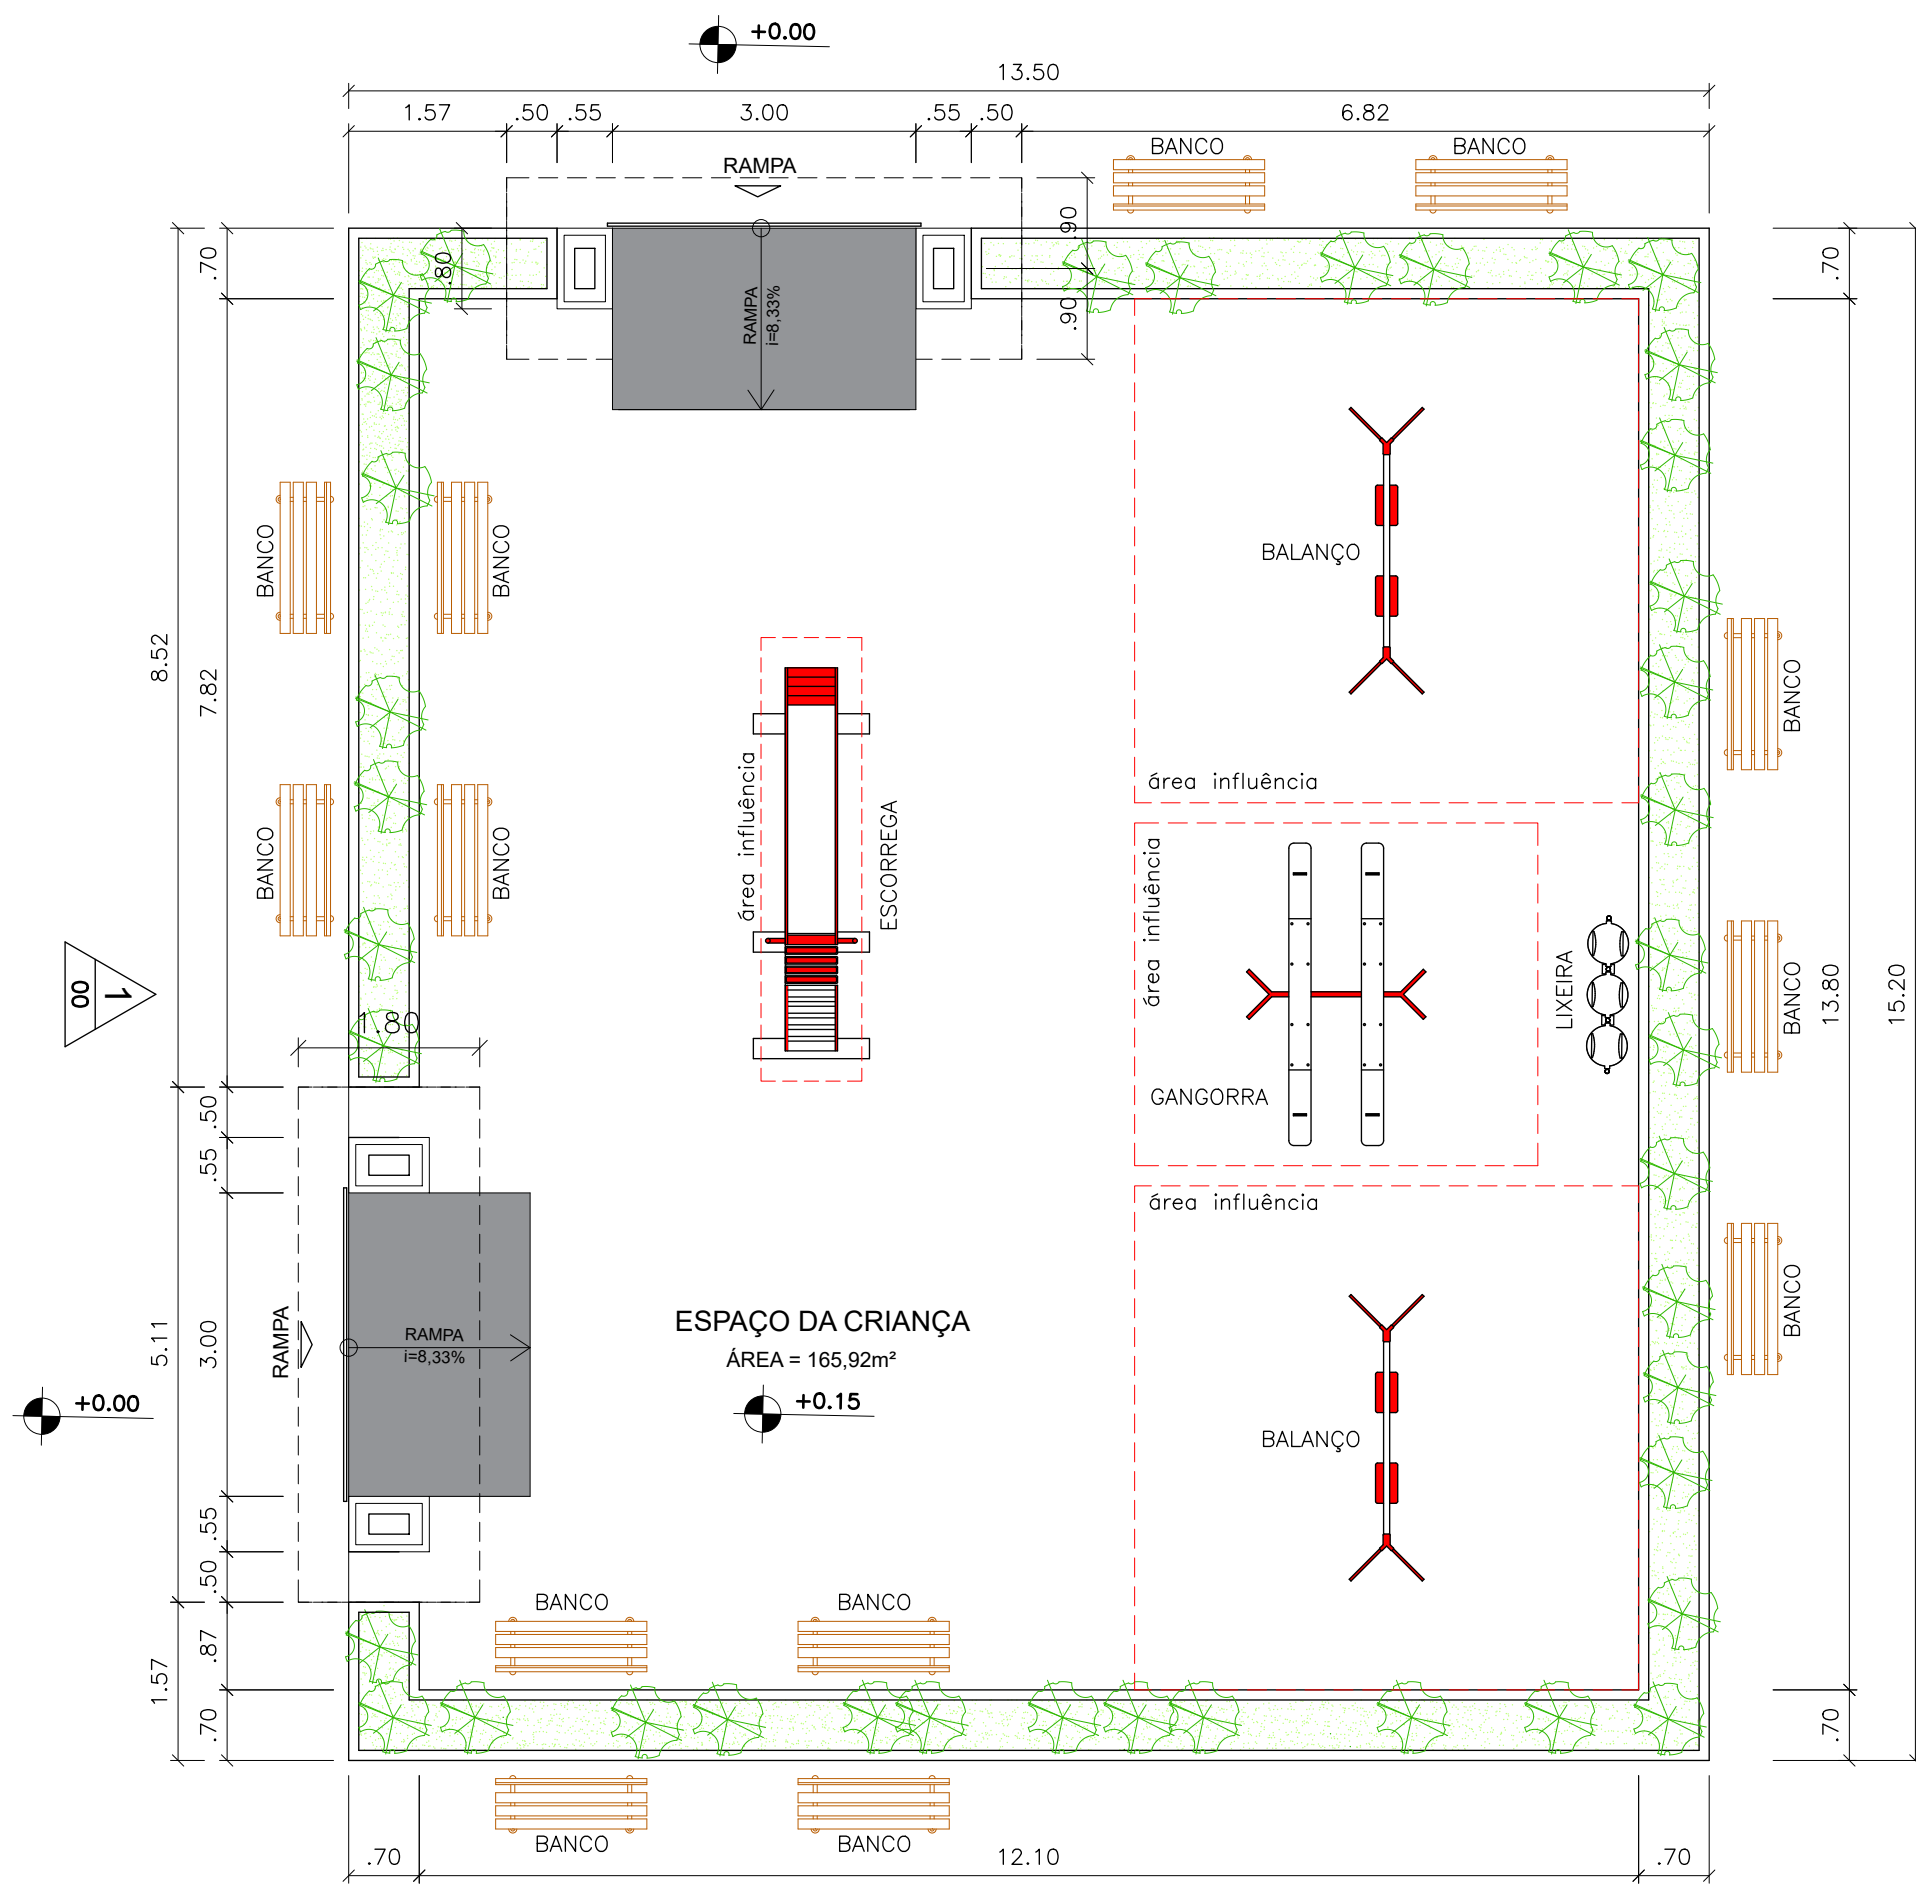 +0.00
13.50
1.57
.50
.55
3.00
.55
.50
6.82
BANCO
BANCO
RAMPA
.70
.80
.90
.70
RAMPA
i=8,33%
.90
BANCO
BANCO
BALANÇO
8.52
7.82
BANCO
área influência
área influência
BANCO
BANCO
ESCORREGA
área influência
LIXEIRA
BANCO
13.80
15.20
1
00
1.80
GANGORRA
.50
.55
área influência
BANCO
5.11
3.00
RAMPA
RAMPA
i=8,33%
ESPAÇO DA CRIANÇA
ÁREA = 165,92m²
+0.00
+0.15
BALANÇO
.55
.50
BANCO
BANCO
.87
1.57
.70
.70
BANCO
BANCO
.70
12.10
.70